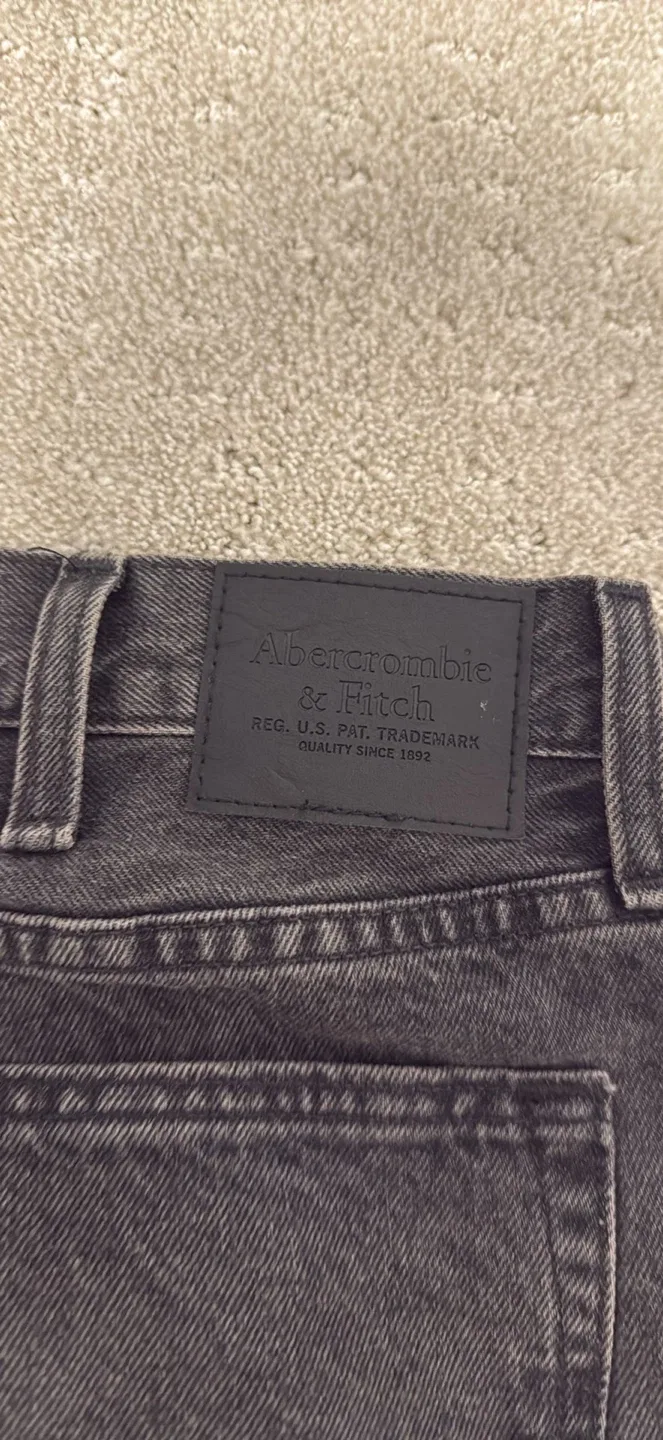 Abercrombie
& Fitch
REG. U.S. PAT. TRADEMARK
QUALITY SINCE 1892